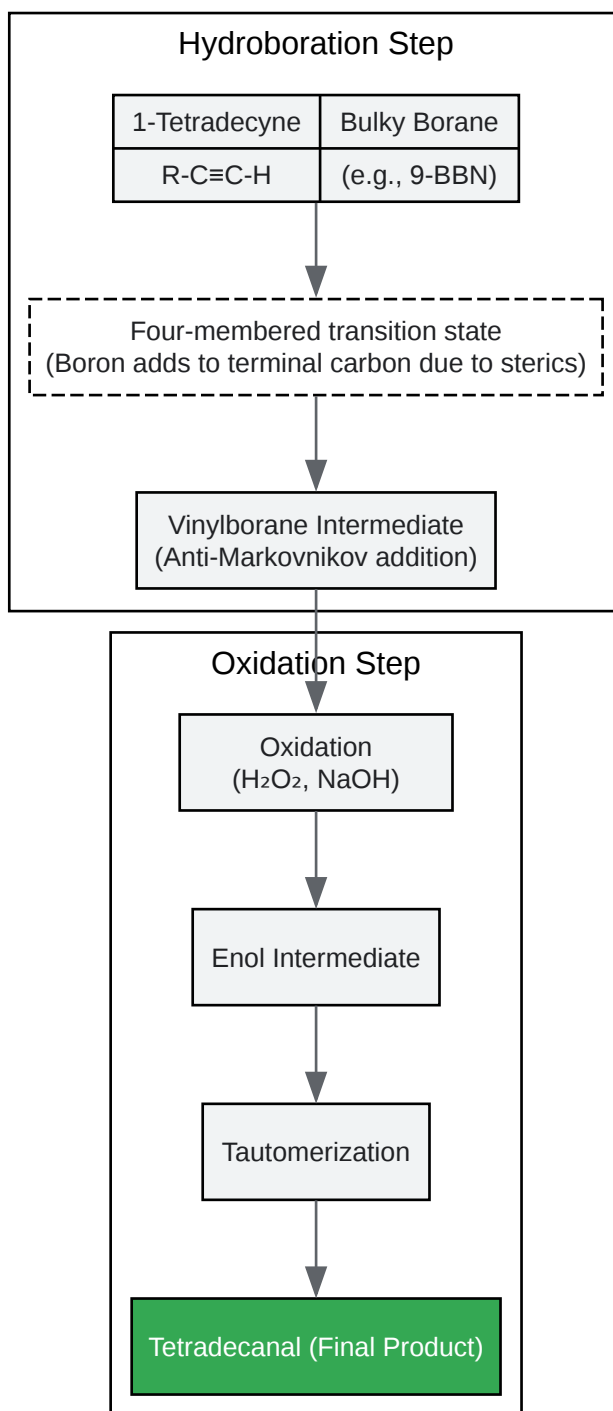 Hydroboration Step
1-Tetradecyne
Bulky Borane
R-C≡C-H
(e.g., 9-BBN)
Four-membered transition state
(Boron adds to terminal carbon due to sterics)
Vinylborane Intermediate
(Anti-Markovnikov addition)
Oxidation Step
Oxidation
(H₂O₂, NaOH)
Enol Intermediate
Tautomerization
Tetradecanal (Final Product)